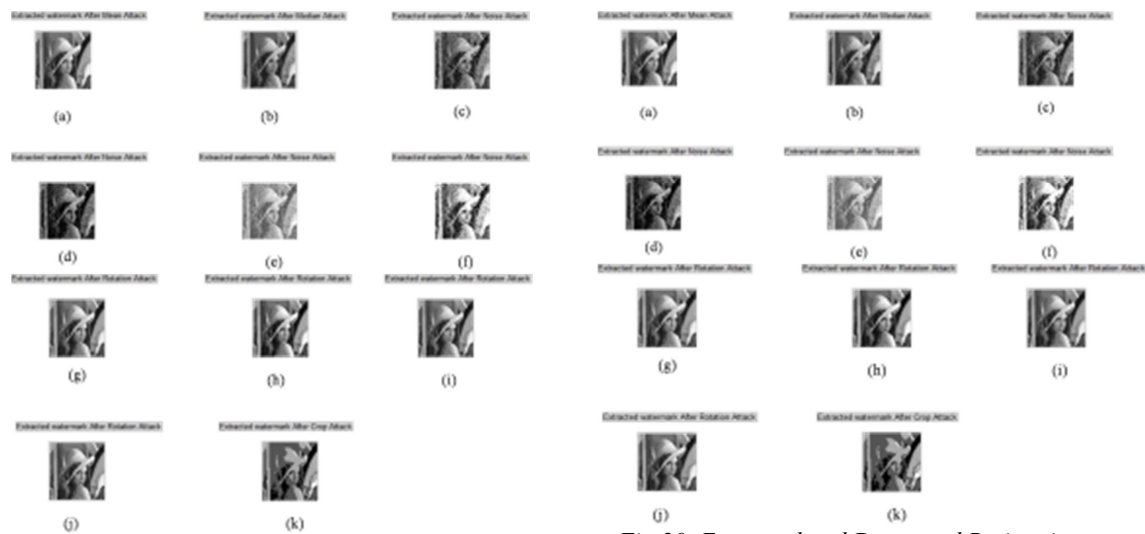 Extracted watermark After Mean Attack
Extracted watermark After Median Attack
Extracted watermark After Noise Attack
(a)
(b)
(c)
Extracted watermark After Noise Attack
Extracted watermark After Noise Attack
Extracted watermark After Noise Attack
(d)
(e)
(f)
Extracted watermark After Rotation Attack
Extracted watermark After Rotation Attack
Extracted watermark After Rotation Attack
(g)
(h)
(i)
Extracted watermark After Rotation Attack
Extracted watermark After Crop Attack
(j)
(k)
Extracted watermark After Mean Attack
Extracted watermark After Median Attack
Extracted watermark After Noise Attack
(a)
(b)
(c)
Extracted watermark After Noise Attack
Extracted watermark After Noise Attack
Extracted watermark After Noise Attack
(d)
(e)
(f)
Extracted watermark After Rotation Attack
Extracted watermark After Rotation Attack
Extracted watermark After Rotation Attack
(g)
(h)
(i)
Extracted watermark After Rotation Attack
Extracted watermark After Crop Attack
(j)
(k)